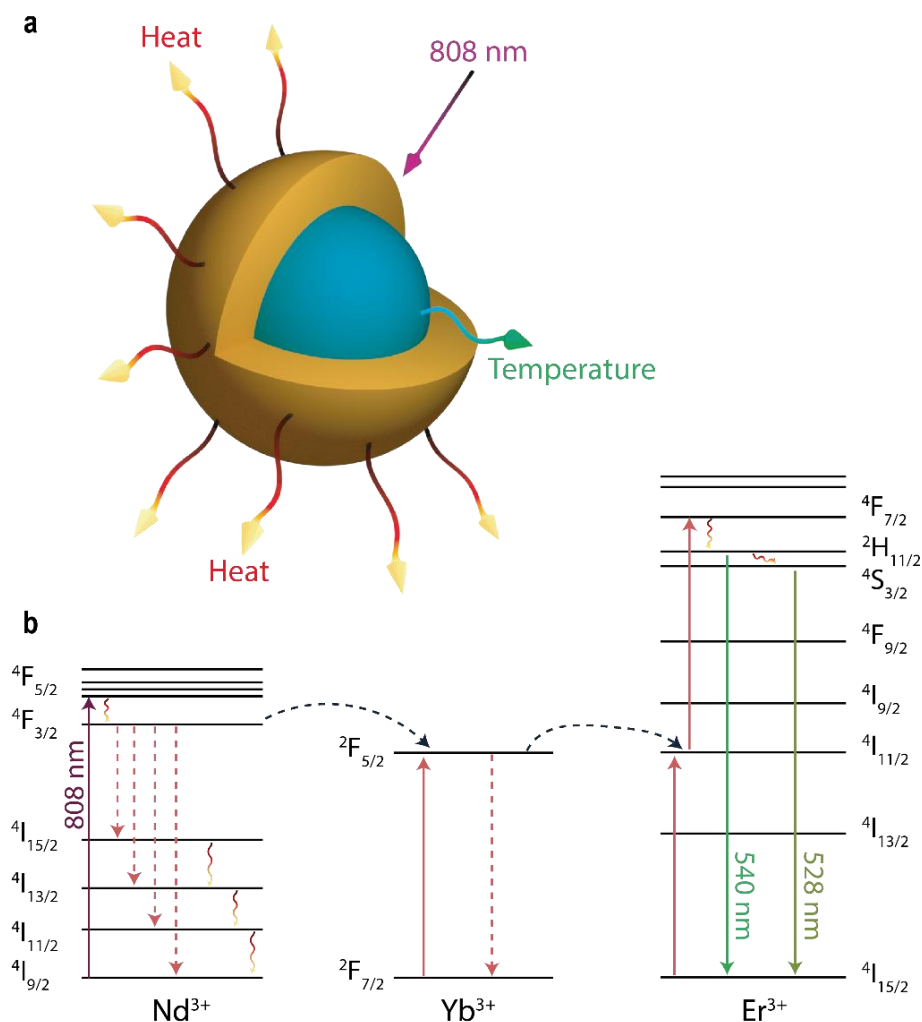 a
Heat
808 nm
Temperature
Heat
b
⁴F₅/₂
⁴F₃/₂
808 nm
⁴I₁₅/₂
⁴I₁₃/₂
⁴I₁₁/₂
⁴I₉/₂
Nd³⁺
²F₅/₂
²F₇/₂
Yb³⁺
⁴F₇/₂
²H₁₁/₂
⁴S₃/₂
⁴F₉/₂
⁴I₉/₂
⁴I₁₁/₂
⁴I₁₃/₂
540 nm
528 nm
⁴I₁₅/₂
Er³⁺